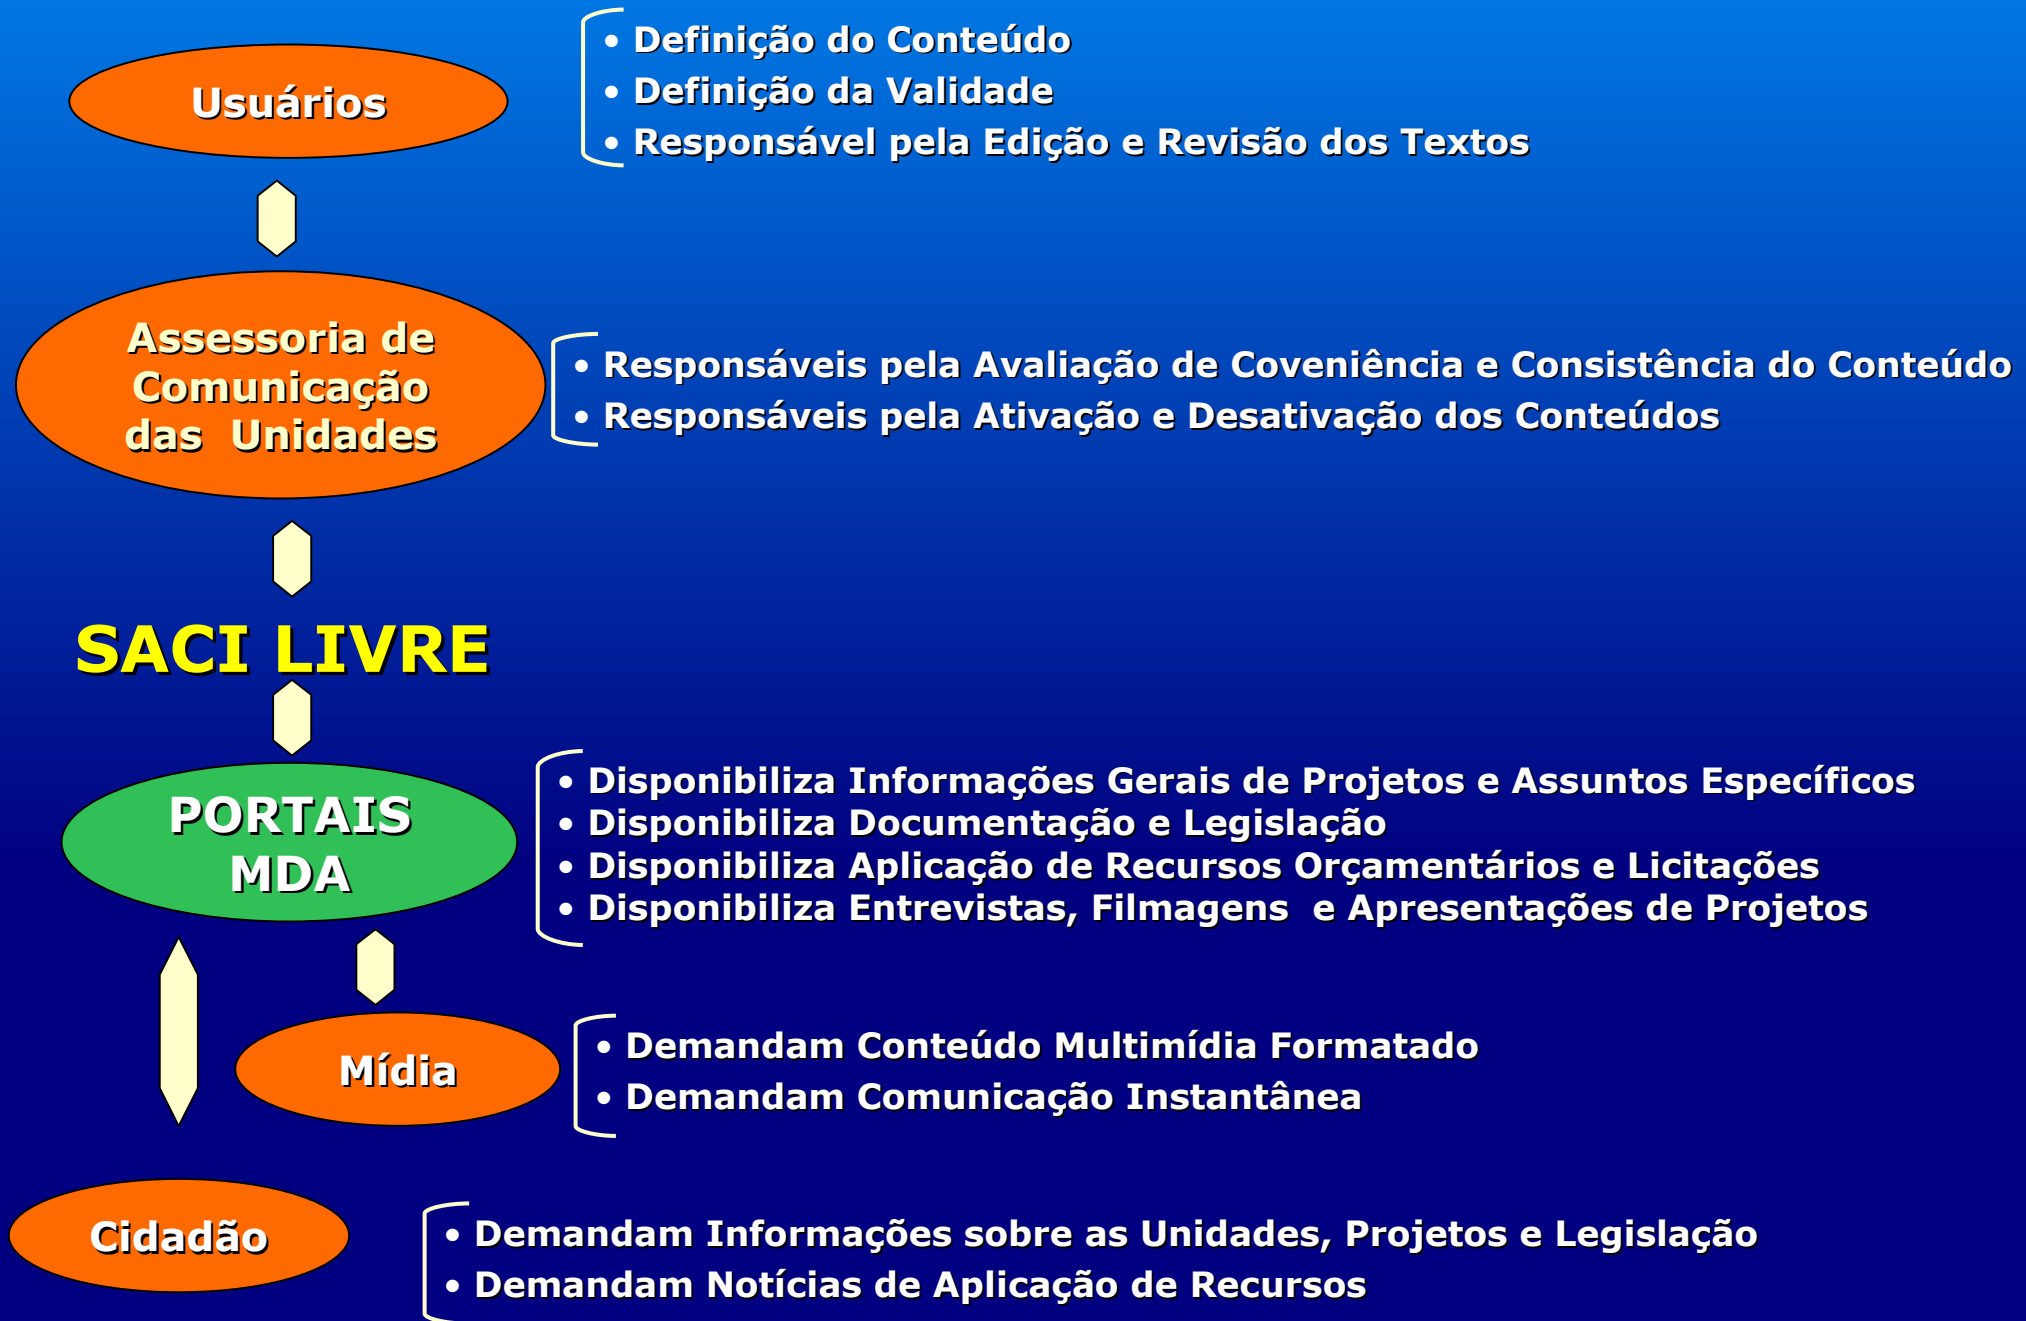 Usuários
• Definição do Conteúdo
• Definição da Validade
• Responsável pela Edição e Revisão dos Textos
Assessoria de
Comunicação
das  Unidades
• Responsáveis pela Avaliação de Coveniência e Consistência do Conteúdo
• Responsáveis pela Ativação e Desativação dos Conteúdos
SACI LIVRE
PORTAIS
MDA
• Disponibiliza Informações Gerais de Projetos e Assuntos Específicos
• Disponibiliza Documentação e Legislação
• Disponibiliza Aplicação de Recursos Orçamentários e Licitações
• Disponibiliza Entrevistas, Filmagens  e Apresentações de Projetos
Mídia
• Demandam Conteúdo Multimídia Formatado
• Demandam Comunicação Instantânea
Cidadão
• Demandam Informações sobre as Unidades, Projetos e Legislação
• Demandam Notícias de Aplicação de Recursos